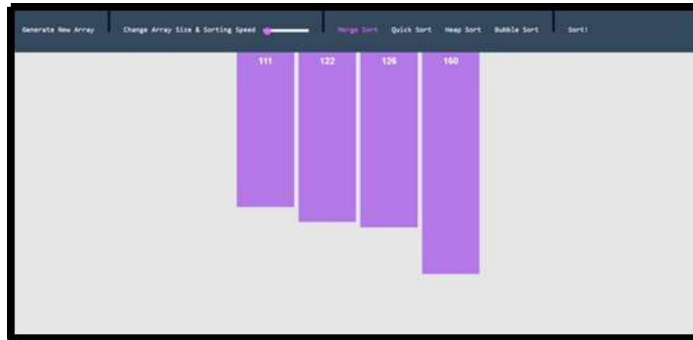 Generate New Array Change Array Size & Sorting Speed Merge Sort Quick Sort Heap Sort Bubble Sort Sort!
111 122 126 160